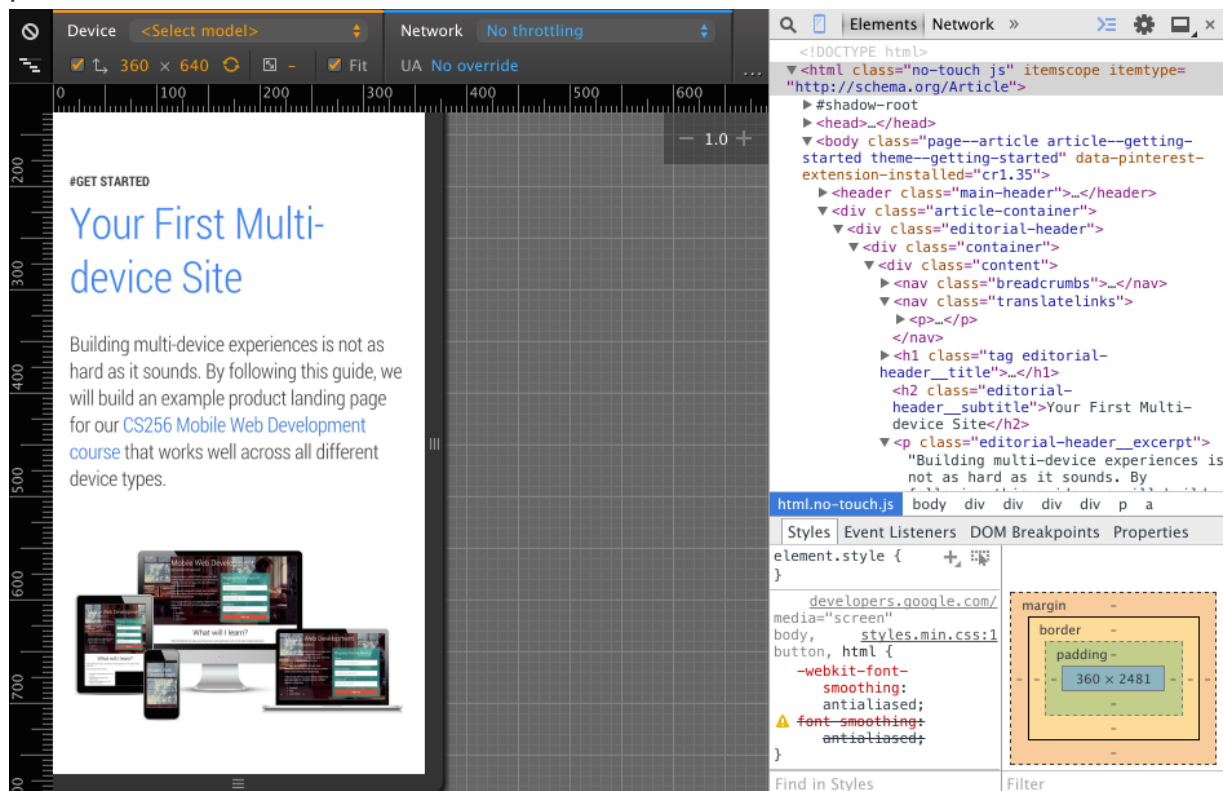 Device <Select model> Network No throttling
360 × 640 - Fit UA No override ...
0 100 200 300 400 500 600
200
300
400
500
600
700
− 1.0 +
#GET STARTED
Your First Multi-
device Site
Building multi-device experiences is not as
hard as it sounds. By following this guide, we
will build an example product landing page
for our CS256 Mobile Web Development
course that works well across all different
device types.
Mobile Web Development
What will I learn?
Elements Network » ×
<!DOCTYPE html>
▼<html class="no-touch js" itemscope itemtype=
"http://schema.org/Article">
▶#shadow-root
▶<head>…</head>
▼<body class="page--article article--getting-
started theme--getting-started" data-pinterest-
extension-installed="cr1.35">
▶<header class="main-header">…</header>
▼<div class="article-container">
▼<div class="editorial-header">
▼<div class="container">
▼<div class="content">
▶<nav class="breadcrumbs">…</nav>
▼<nav class="translatelinks">
▶<p>…</p>
</nav>
▶<h1 class="tag editorial-
header__title">…</h1>
<h2 class="editorial-
header__subtitle">Your First Multi-
device Site</h2>
▼<p class="editorial-header__excerpt">
"Building multi-device experiences is
not as hard as it sounds. By
html.no-touch.js body div div div div p a
Styles Event Listeners DOM Breakpoints Properties
element.style {
}
developers.google.com/
media="screen"
body, styles.min.css:1
button, html {
-webkit-font-
smoothing:
antialiased;
font-smoothing:
antialiased;
}
margin -
border -
padding -
- - - 360 × 2481 - - -
-
-
-
Find in Styles Filter